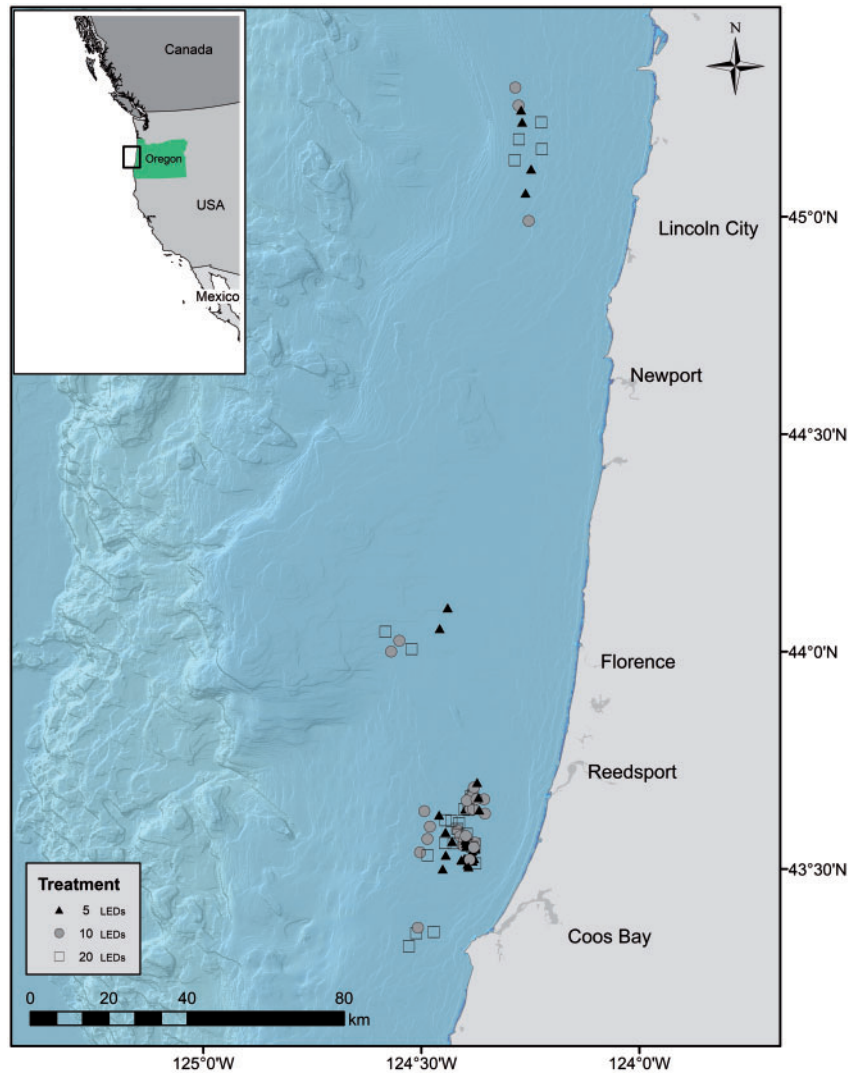 Canada
Oregon
USA
Mexico
N
Lincoln City
45°0'N
Newport
44°30'N
44°0'N
Florence
Reedsport
43°30'N
Coos Bay
Treatment
5 LEDs
10 LEDs
20 LEDs
0 20 40 80
km
125°0'W 124°30'W 124°0'W